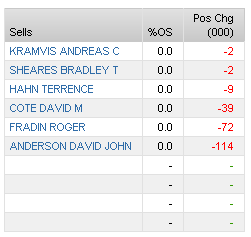 Sells %OS Pos Chg (000)
KRAMVIS ANDREAS C 0.0 -2
SHEARES BRADLEY T 0.0 -2
HAHN TERRENCE 0.0 -9
COTE DAVID M 0.0 -39
FRADIN ROGER 0.0 -72
ANDERSON DAVID JOHN 0.0 -114
- -
- -
- -
- -